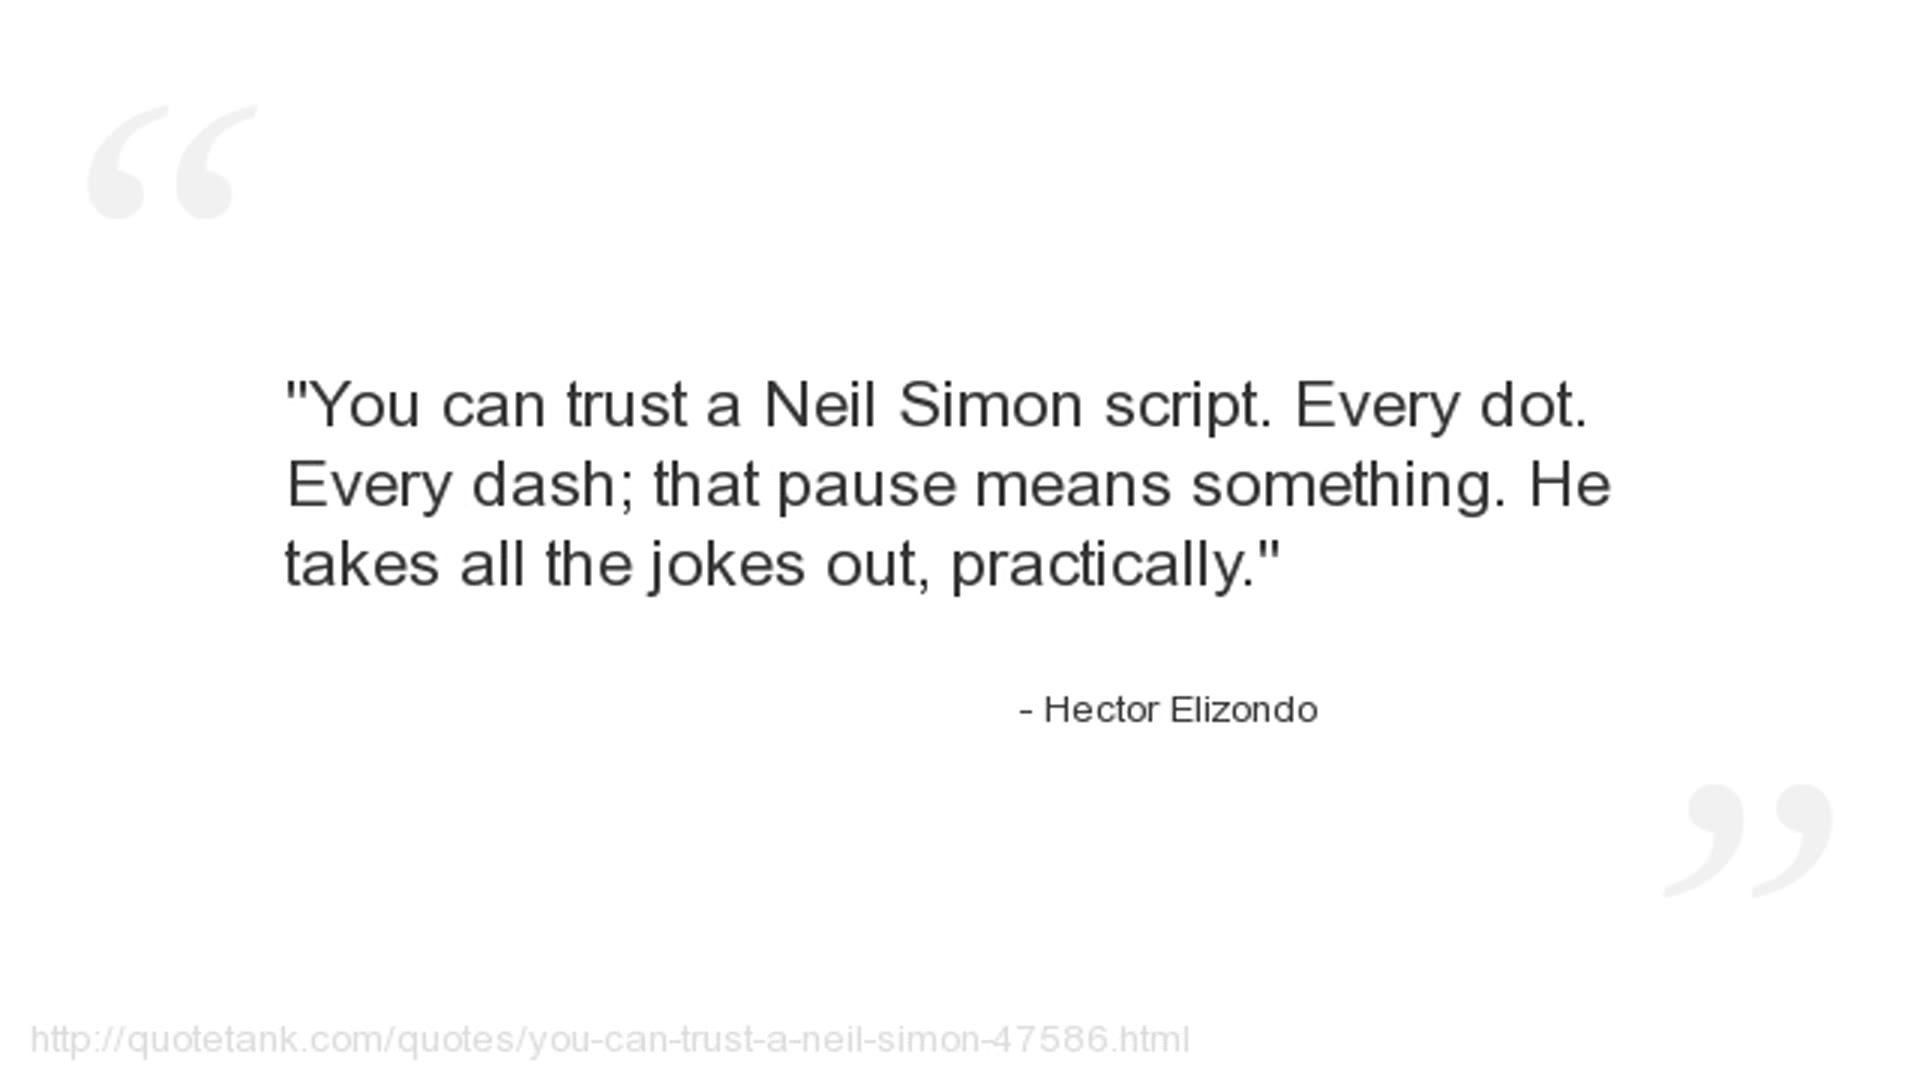 "You can trust a Neil Simon script. Every dot.
Every dash; that pause means something. He
takes all the jokes out, practically."
- Hector Elizondo
http://quotetank.com/quotes/you-can-trust-a-neil-simon-47586.html